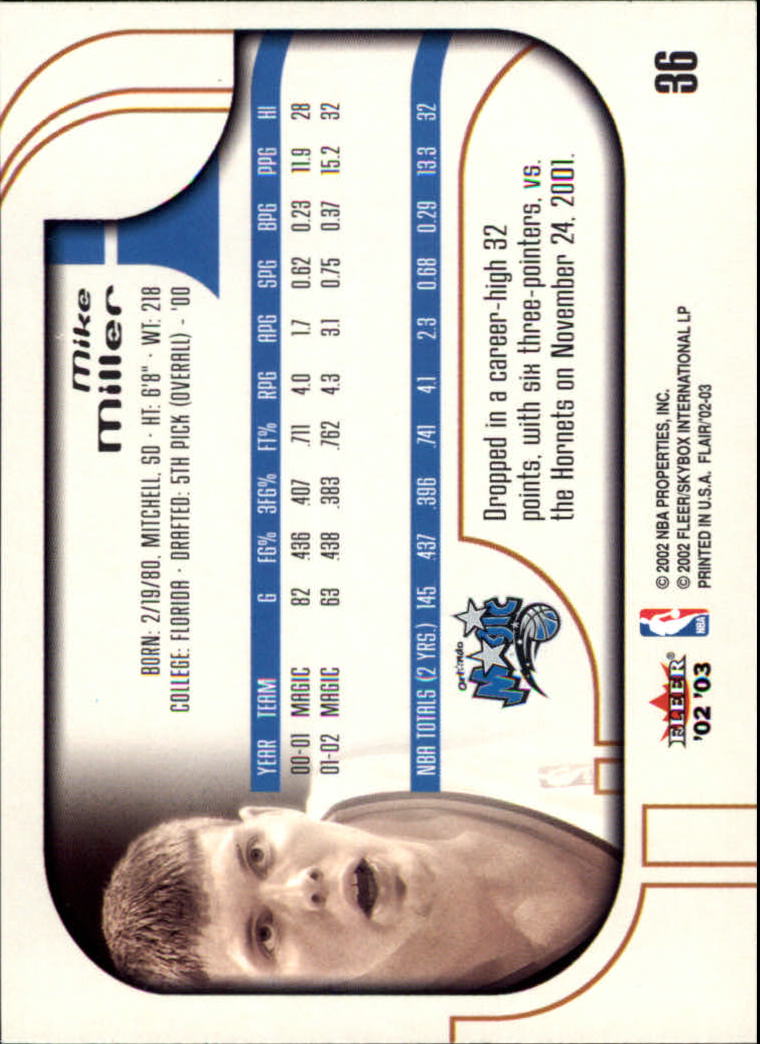 Mike
Miller
BORN: 2/19/80, MITCHELL, SD · HT: 6'8" · WT: 218
COLLEGE: FLORIDA · DRAFTED: 5TH PICK (OVERALL) - '00
YEAR TEAM G FG% 3FG% FT% RPG APG SPG BPG PPG HI
00-01 MAGIC 82 .436 .407 .711 4.0 1.7 0.62 0.23 11.9 28
01-02 MAGIC 63 .438 .383 .762 4.3 3.1 0.75 0.37 15.2 32
NBA TOTALS (2 YRS.) 145 .437 .396 .741 4.1 2.3 0.68 0.29 13.3 32
Orlando
MAGIC
Dropped in a career-high 32
points, with six three-pointers, vs.
the Hornets on November 24, 2001.
FLEER®
'02 '03
NBA
© 2002 NBA PROPERTIES, INC.
© 2002 FLEER/SKYBOX INTERNATIONAL LP
PRINTED IN U.S.A. FLAIR/'02-03
36